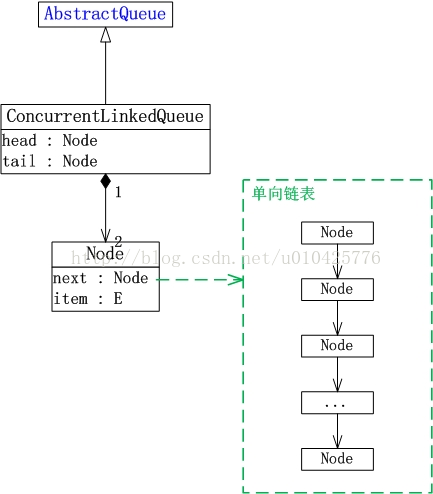 AbstractQueue
ConcurrentLinkedQueue
head : Node
tail : Node
1
2
Node
next : Node
item : E
http://blog.csdn.net/u010425776
单向链表
Node
Node
Node
...
Node